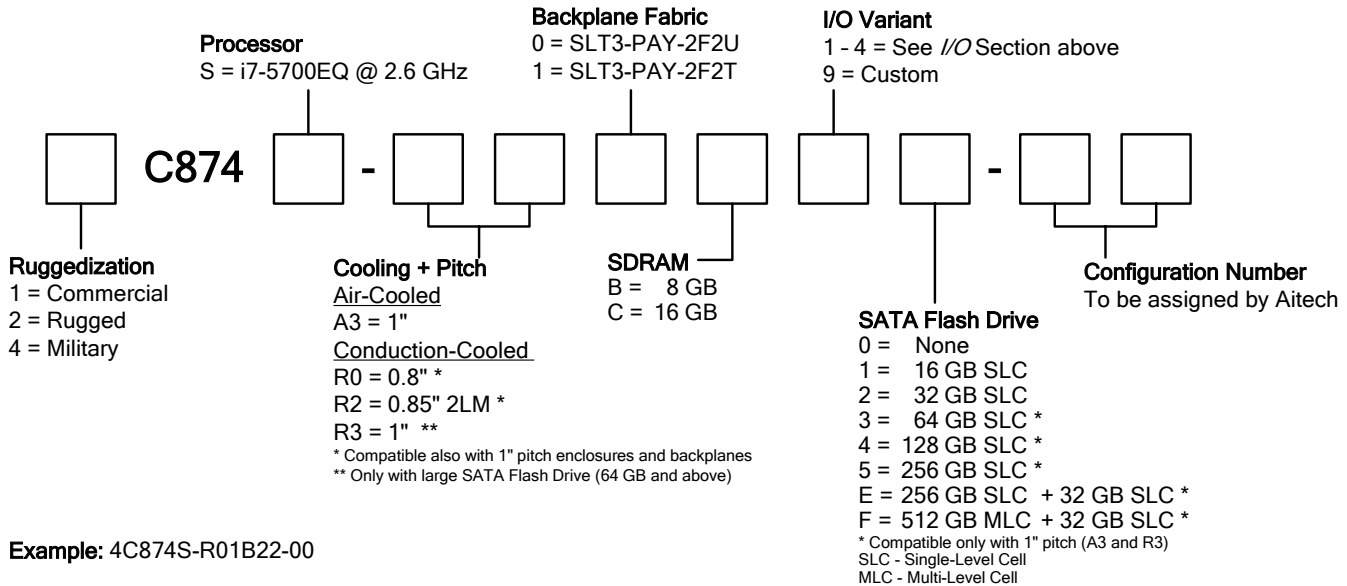 Processor
S = i7-5700EQ @ 2.6 GHz
Backplane Fabric
0 = SLT3-PAY-2F2U
1 = SLT3-PAY-2F2T
I/O Variant
1 - 4 = See I/O Section above
9 = Custom
C874 - -
Ruggedization
1 = Commercial
2 = Rugged
4 = Military
Cooling + Pitch
Air-Cooled
A3 = 1"
Conduction-Cooled
R0 = 0.8" *
R2 = 0.85" 2LM *
R3 = 1" **
* Compatible also with 1" pitch enclosures and backplanes
** Only with large SATA Flash Drive (64 GB and above)
SDRAM
B = 8 GB
C = 16 GB
SATA Flash Drive
0 = None
1 = 16 GB SLC
2 = 32 GB SLC
3 = 64 GB SLC *
4 = 128 GB SLC *
5 = 256 GB SLC *
E = 256 GB SLC + 32 GB SLC *
F = 512 GB MLC + 32 GB SLC *
* Compatible only with 1" pitch (A3 and R3)
SLC - Single-Level Cell
MLC - Multi-Level Cell
Configuration Number
To be assigned by Aitech
Example: 4C874S-R01B22-00